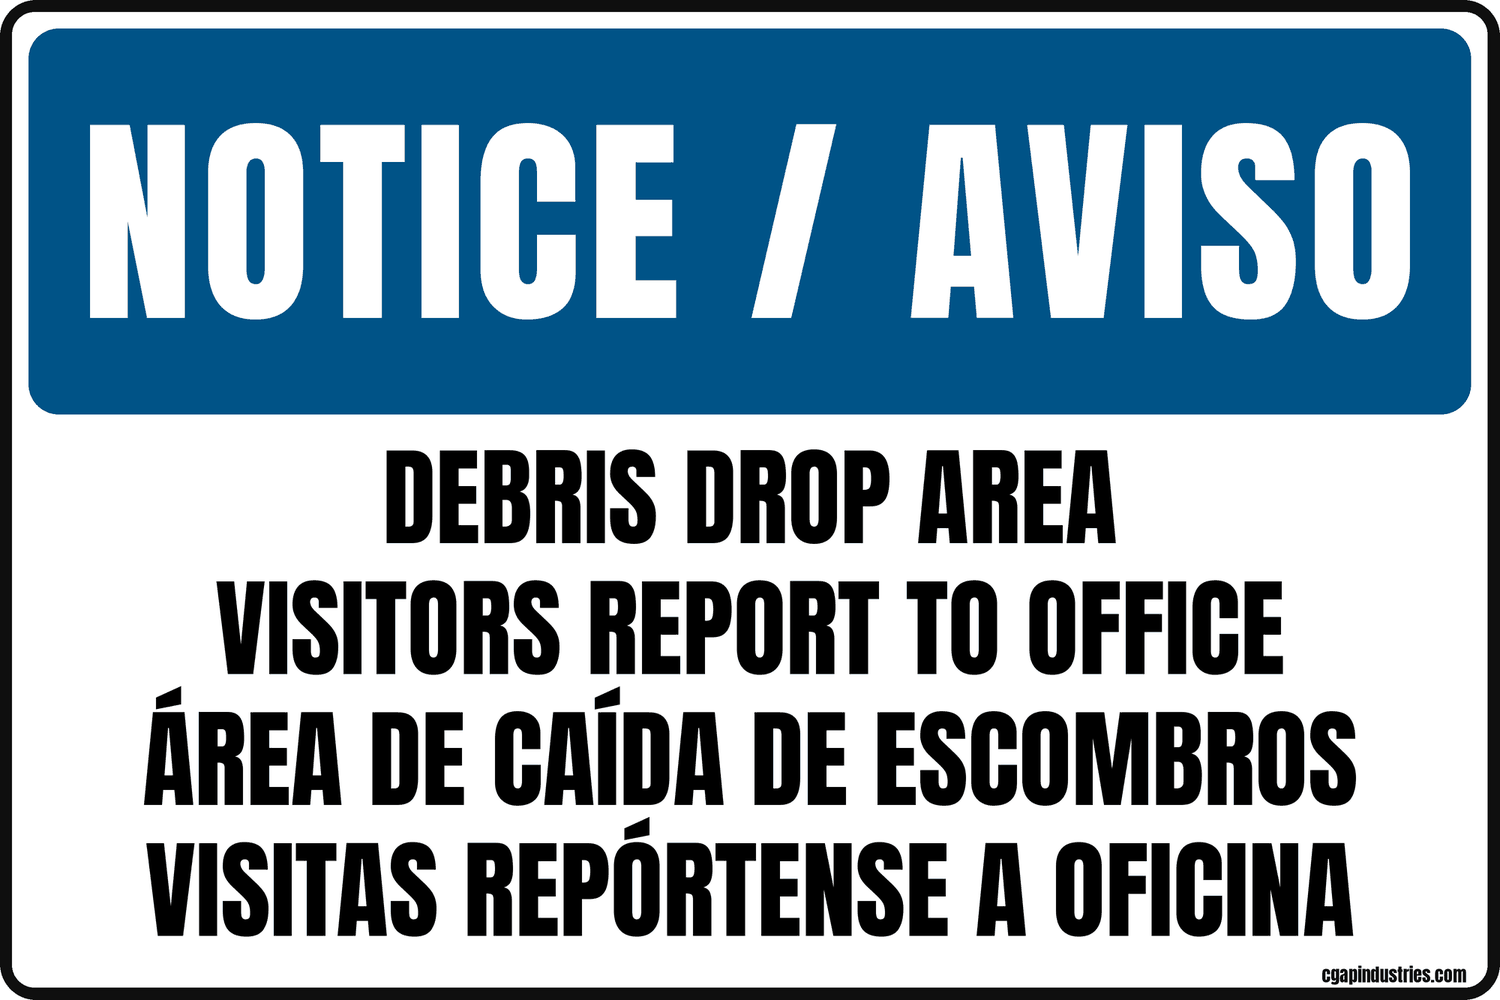 NOTICE / AVISO
DEBRIS DROP AREA
VISITORS REPORT TO OFFICE
ÁREA DE CAÍDA DE ESCOMBROS
VISITAS REPÓRTENSE A OFICINA
cgapindustries.com